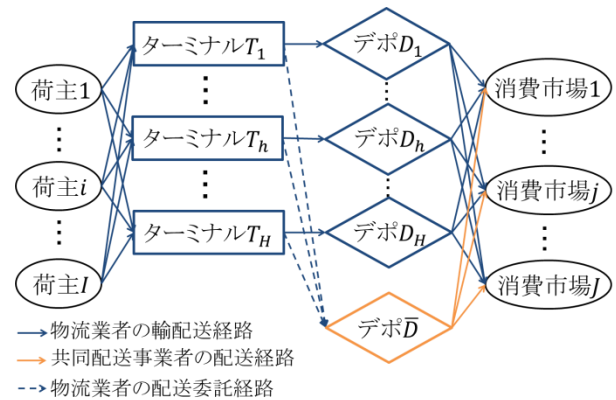 荷主1
荷主i
荷主I
ターミナルT₁
ターミナルTₕ
ターミナルT_H
デポD₁
デポDₕ
デポD_H
デポD̄
消費市場1
消費市場j
消費市場J
物流業者の輸配送経路
共同配送事業者の配送経路
物流業者の配送委託経路